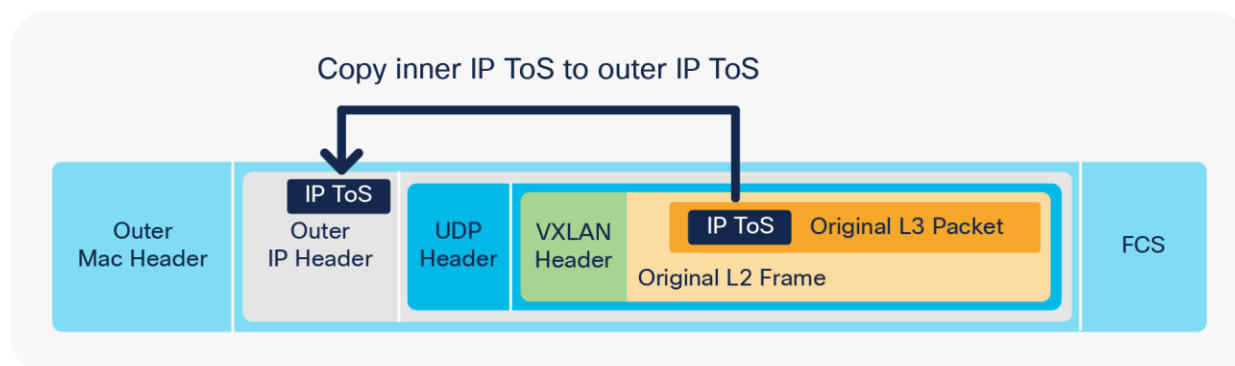 Copy inner IP ToS to outer IP ToS
IP ToS
Outer
Mac Header
Outer
IP Header
UDP
Header
VXLAN
Header
IP ToS
Original L3 Packet
Original L2 Frame
FCS